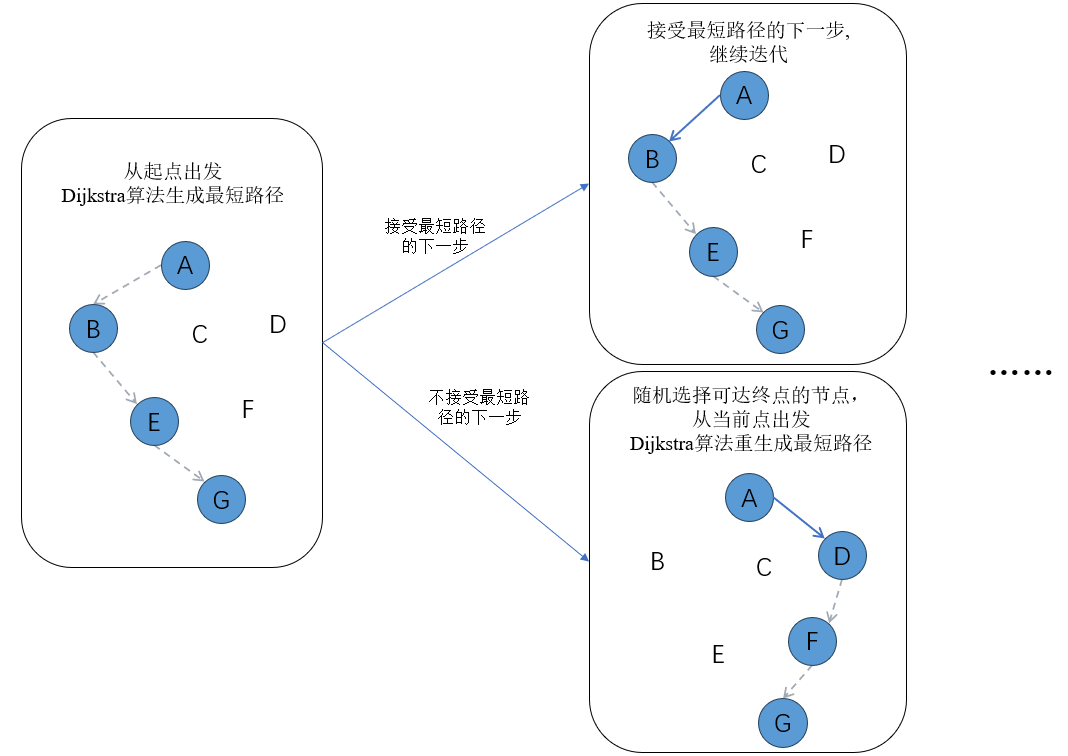 从起点出发
Dijkstra算法生成最短路径
A
B
C
D
E
F
G
接受最短路径
的下一步
不接受最短路
径的下一步
接受最短路径的下一步,
继续迭代
A
B
C
D
E
F
G
随机选择可达终点的节点，
从当前点出发
Dijkstra算法重生成最短路径
A
B
C
D
E
F
G
……